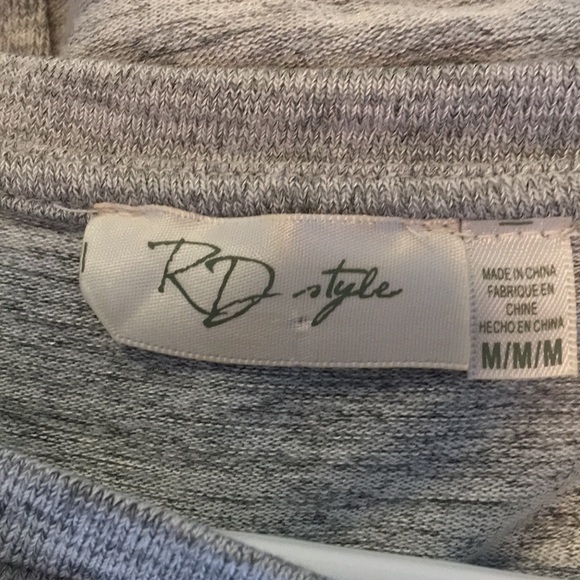 RD style
MADE IN CHINA
FABRIQUE EN
CHINE
HECHO EN CHINA
M/M/M